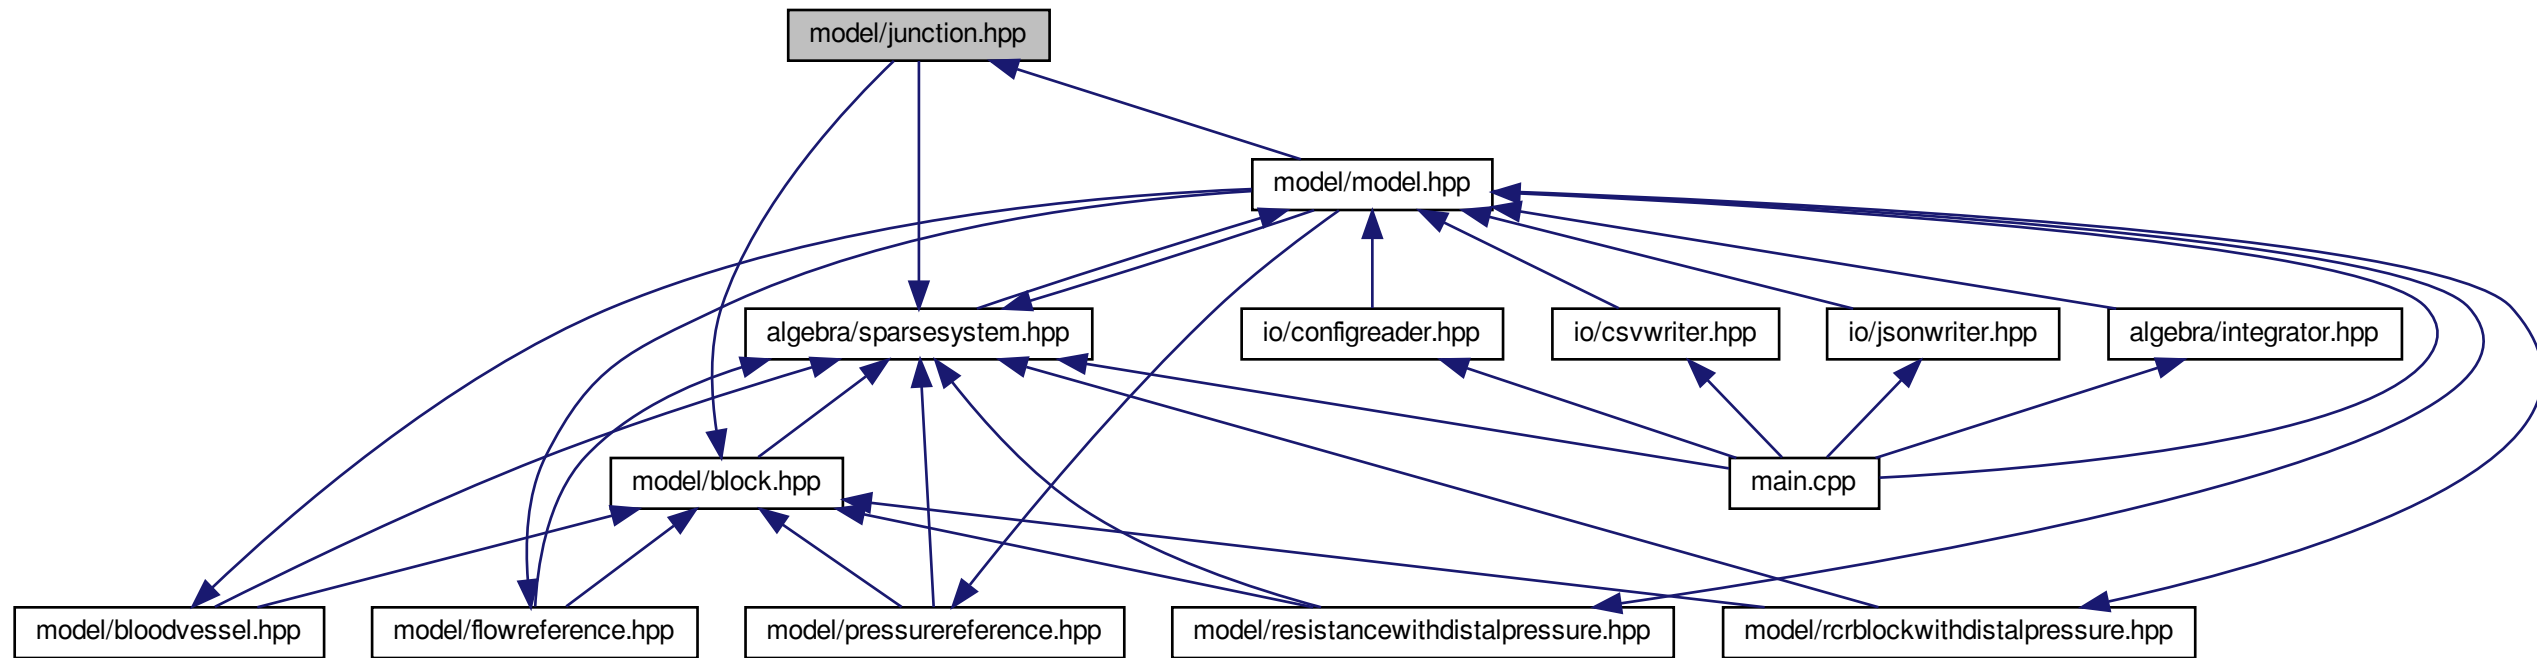 model/junction.hpp
model/model.hpp
algebra/sparsesystem.hpp
io/configreader.hpp
io/csvwriter.hpp
io/jsonwriter.hpp
algebra/integrator.hpp
model/block.hpp
main.cpp
model/bloodvessel.hpp
model/flowreference.hpp
model/pressurereference.hpp
model/resistancewithdistalpressure.hpp
model/rcrblockwithdistalpressure.hpp